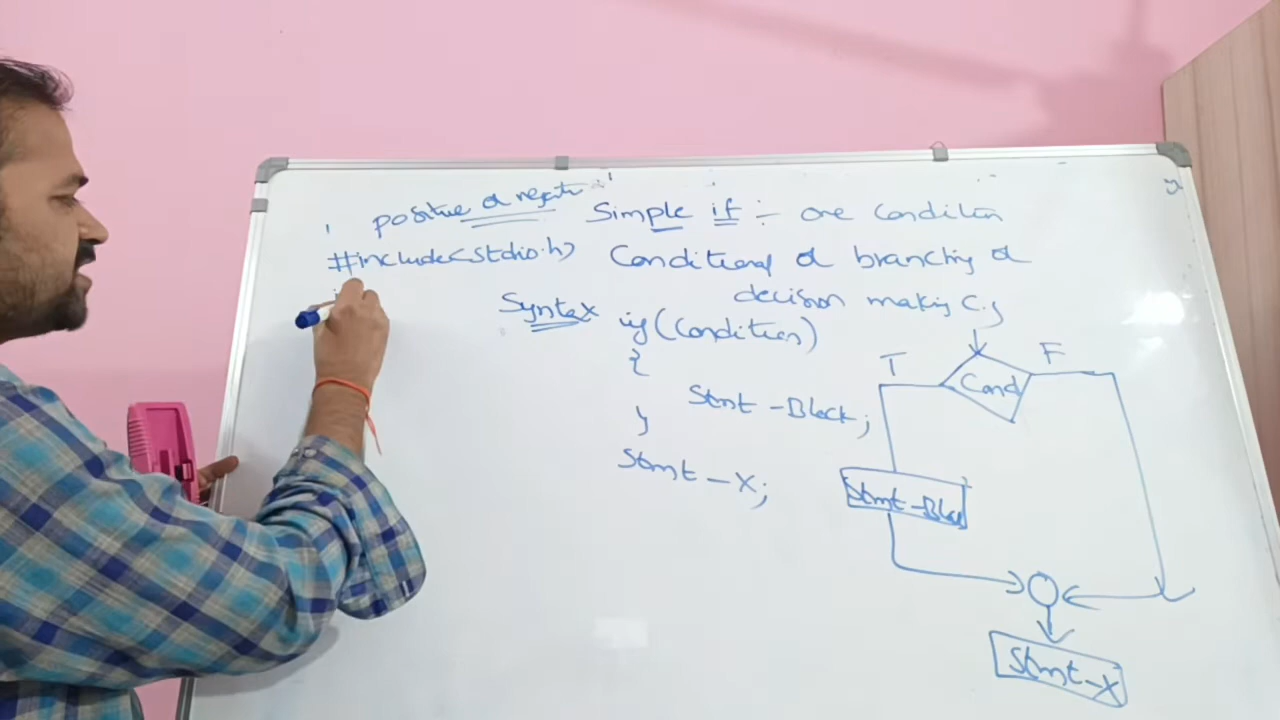 positive or negative
#include<stdio.h>
Simple if :- one condition
Conditional or branching or
decision making C.S
Syntax if(Condition)
{
Stmt-Block;
}
Stmt-X;
T
F
Cond
Stmt-Bloc
Stmt-X